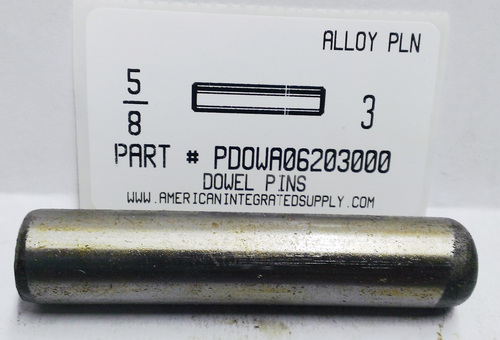 ALLOY PLN
5/8 3
PART # PDOWA06203000
DOWEL PINS
WWW.AMERICANINTEGRATEDSUPPLY.COM